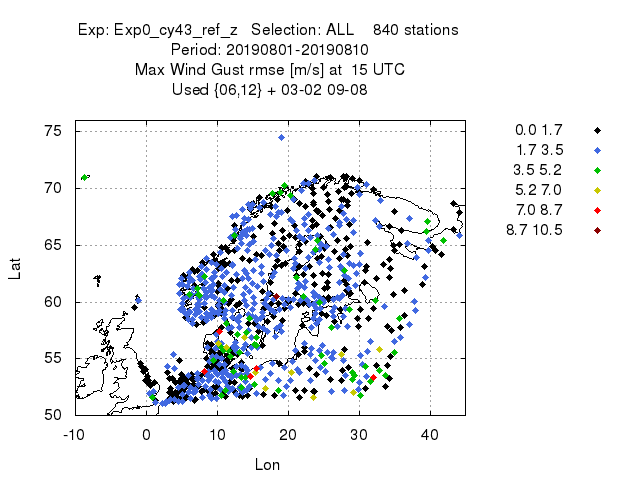 Exp: Exp0_cy43_ref_z   Selection: ALL    840 stations
Period: 20190801-20190810
Max Wind Gust rmse [m/s] at  15 UTC
Used {06,12} + 03-02 09-08
0.0 1.7
1.7 3.5
3.5 5.2
5.2 7.0
7.0 8.7
8.7 10.5
75
70
65
60
55
50
Lat
-10 0 10 20 30 40
Lon